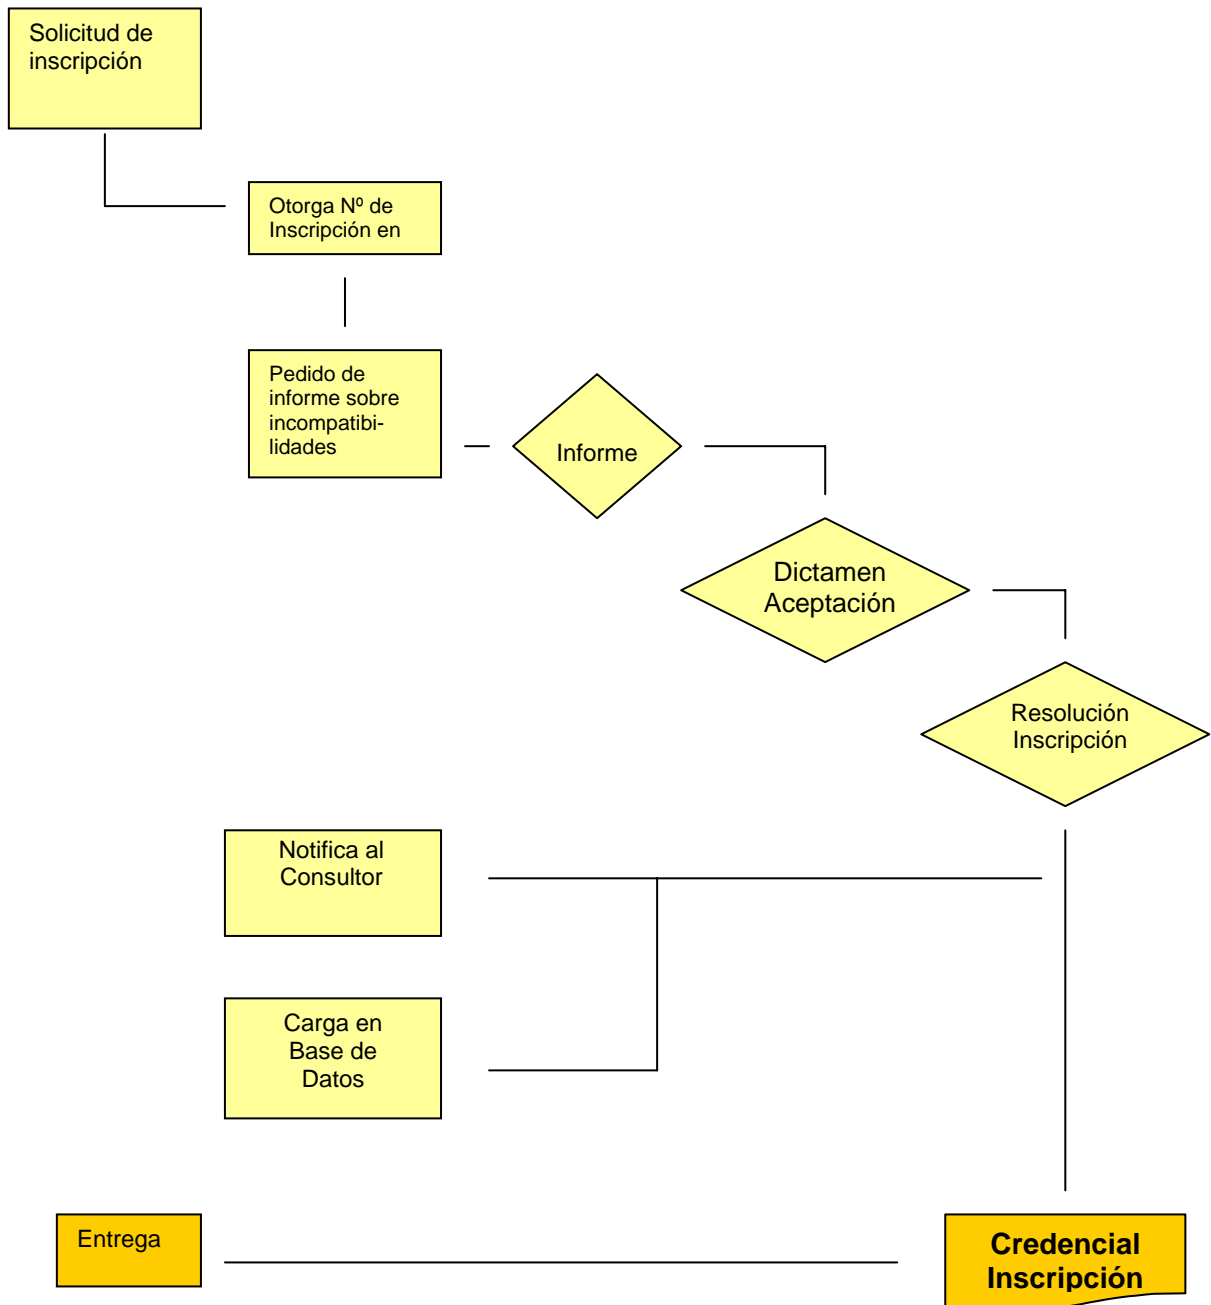 Solicitud de
inscripción
Otorga Nº de
Inscripción en
Pedido de
informe sobre
incompatibi-
lidades
Informe
Dictamen
Aceptación
Resolución
Inscripción
Notifica al
Consultor
Carga en
Base de
Datos
Entrega
Credencial
Inscripción